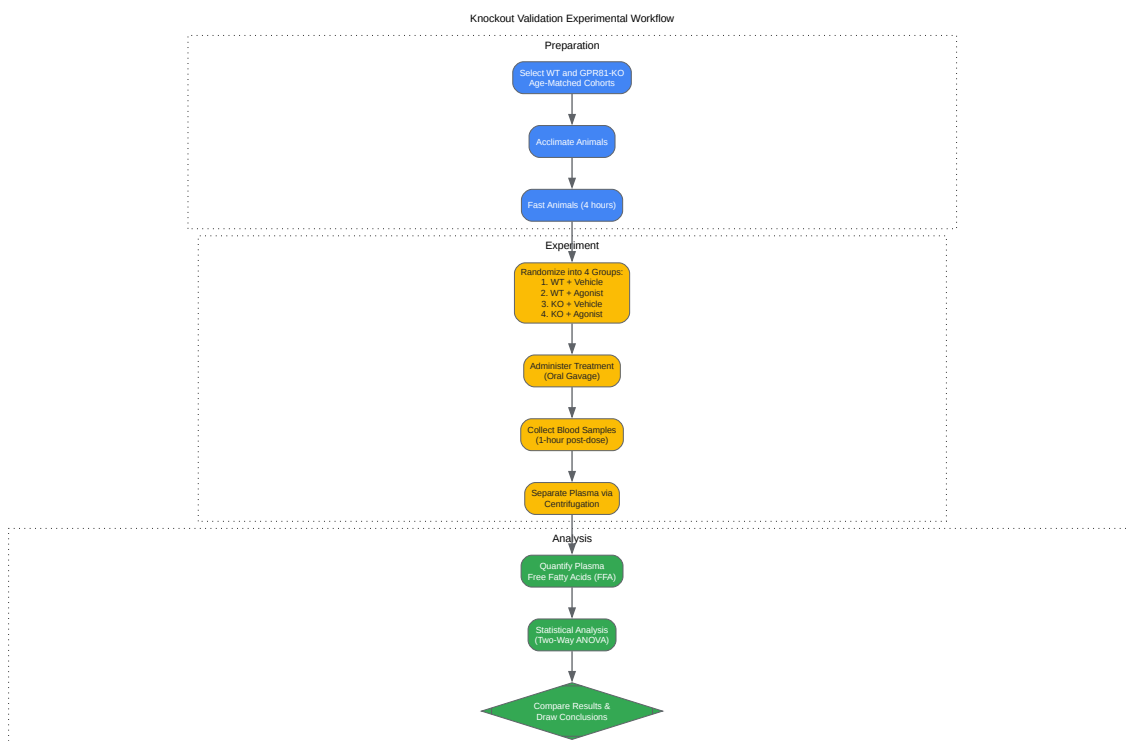 Knockout Validation Experimental Workflow
Preparation
Select WT and GPR81-KO
Age-Matched Cohorts
Acclimate Animals
Fast Animals (4 hours)
Experiment
Randomize into 4 Groups:
1. WT + Vehicle
2. WT + Agonist
3. KO + Vehicle
4. KO + Agonist
Administer Treatment
(Oral Gavage)
Collect Blood Samples
(1-hour post-dose)
Separate Plasma via
Centrifugation
Analysis
Quantify Plasma
Free Fatty Acids (FFA)
Statistical Analysis
(Two-Way ANOVA)
Compare Results &
Draw Conclusions